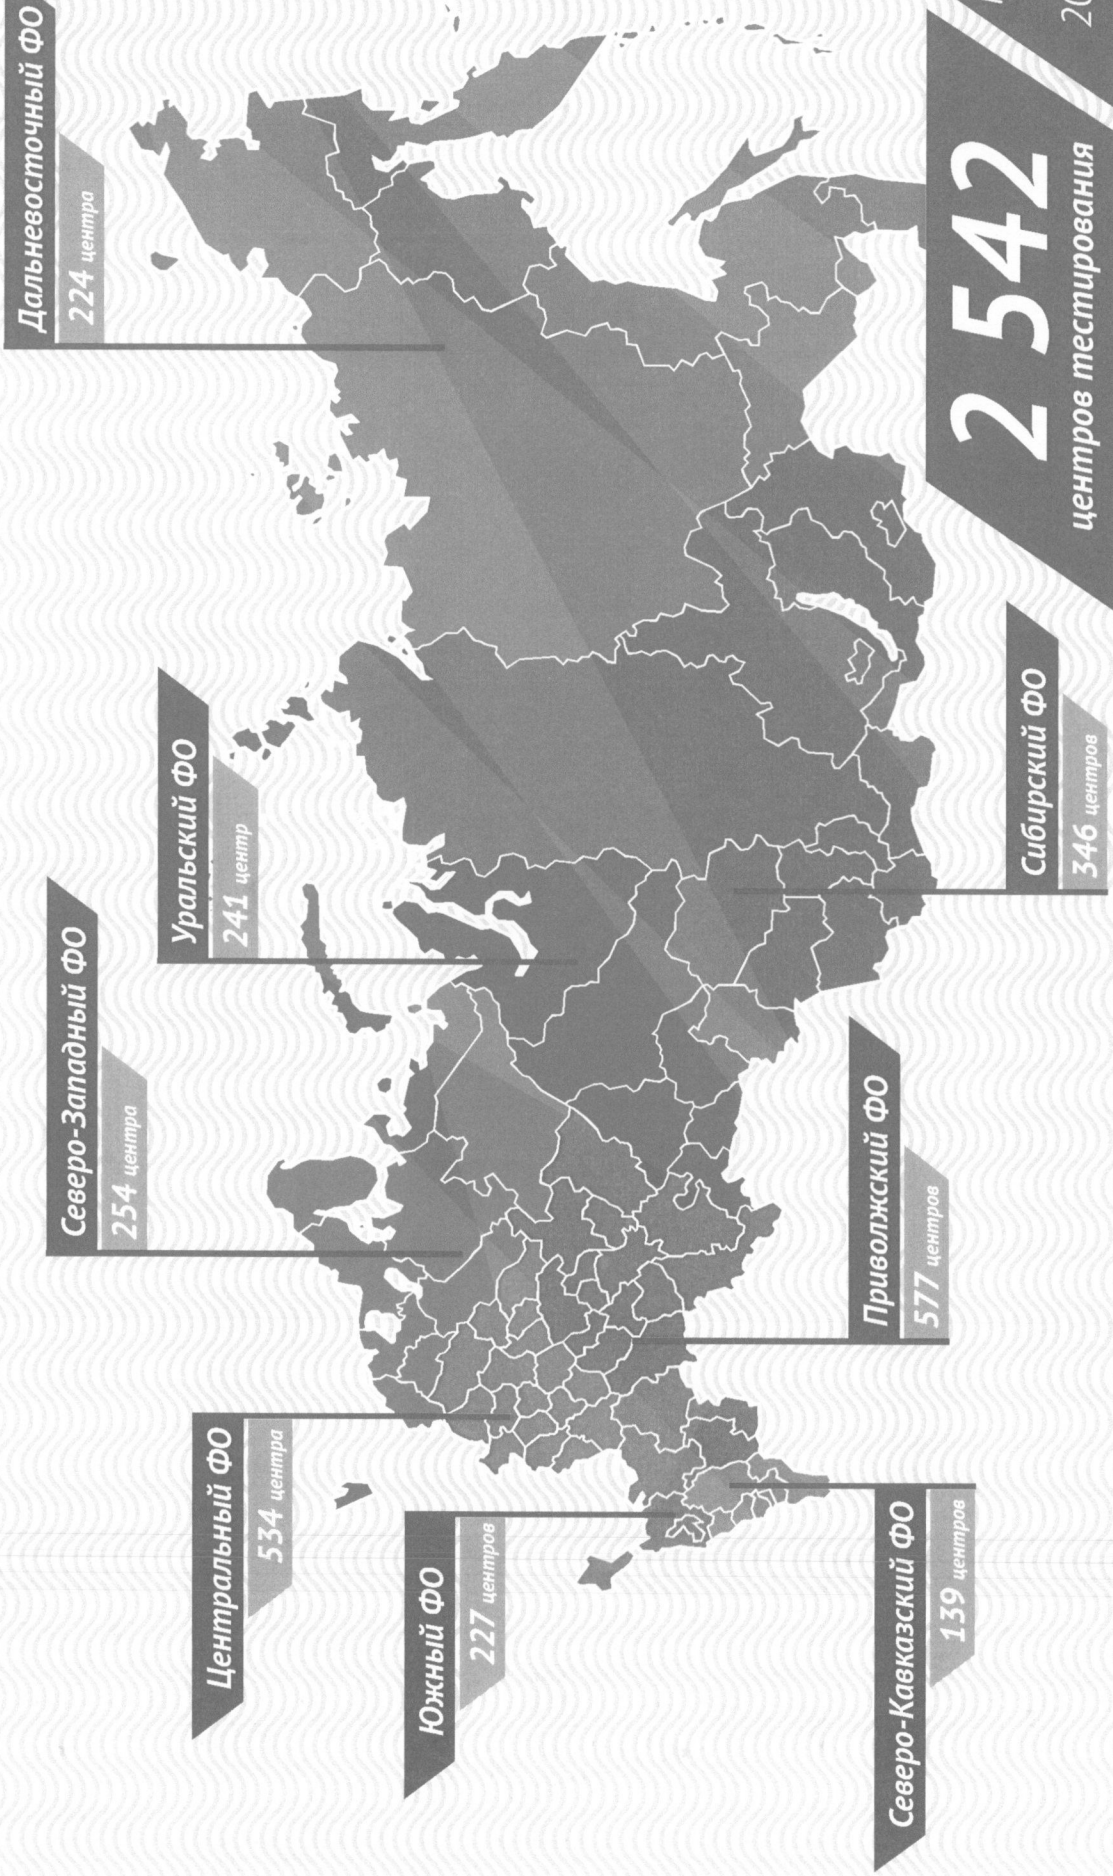 Дальневосточный ФО
224 центра
Уральский ФО
241 центр
Северо-Западный ФО
254 центра
Центральный ФО
534 центра
Южный ФО
227 центров
Северо-Кавказский ФО
139 центров
Приволжский ФО
577 центров
Сибирский ФО
346 центров
2 542
центров тестирования